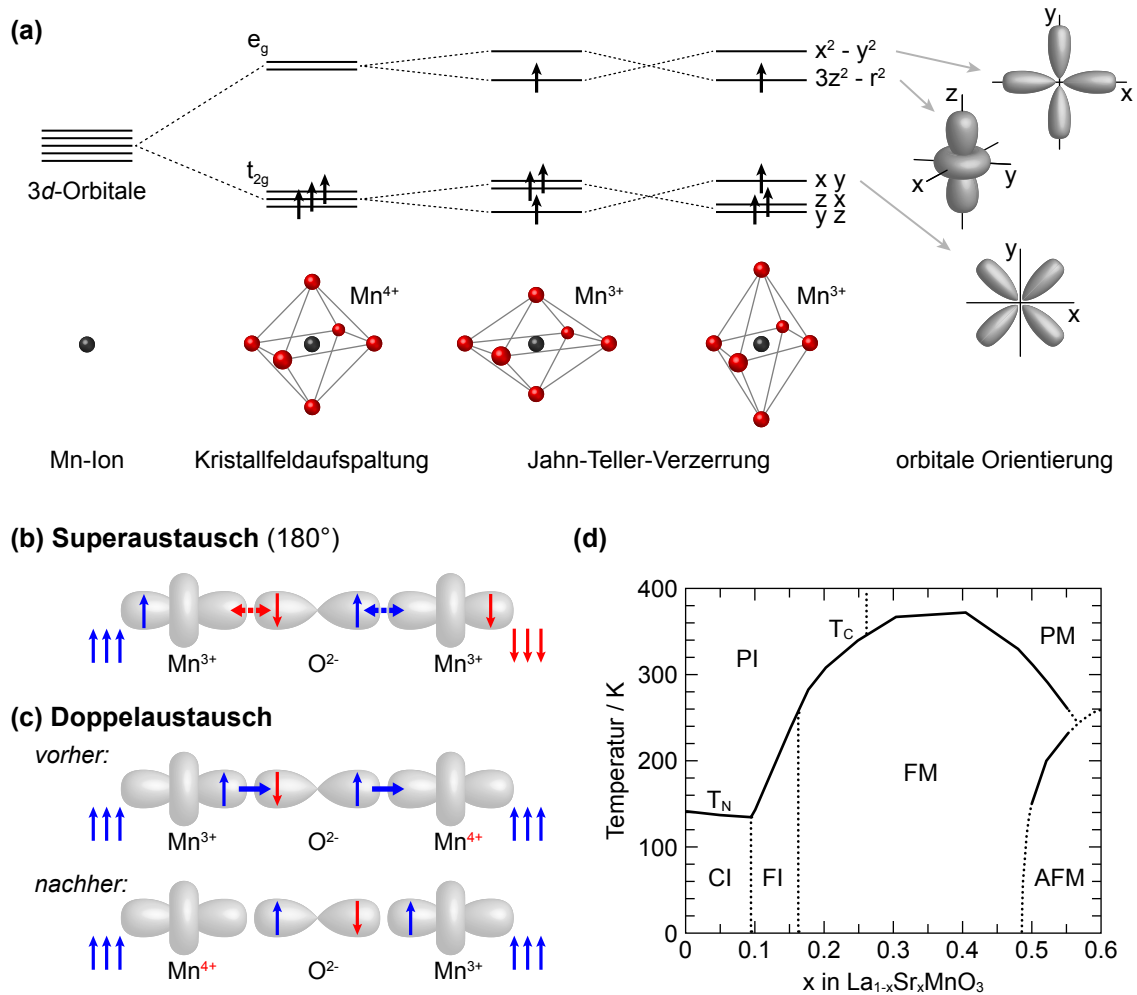 (a)
e_g
x² - y²
3z² - r²
y
x
z
y
x
3d-Orbitale
t_2g
x y
z x
y z
y
x
Mn⁴⁺
Mn³⁺
Mn³⁺
Mn-Ion
Kristallfeldaufspaltung
Jahn-Teller-Verzerrung
orbitale Orientierung
(b) Superaustausch (180°)
Mn³⁺
O²⁻
Mn³⁺
(c) Doppelaustausch
vorher:
Mn³⁺
O²⁻
Mn⁴⁺
nachher:
Mn⁴⁺
O²⁻
Mn³⁺
(d)
Temperatur / K
400
300
200
100
0
PI
T_C
PM
FM
T_N
CI
FI
AFM
0 0.1 0.2 0.3 0.4 0.5 0.6
x in La₁₋ₓSrₓMnO₃